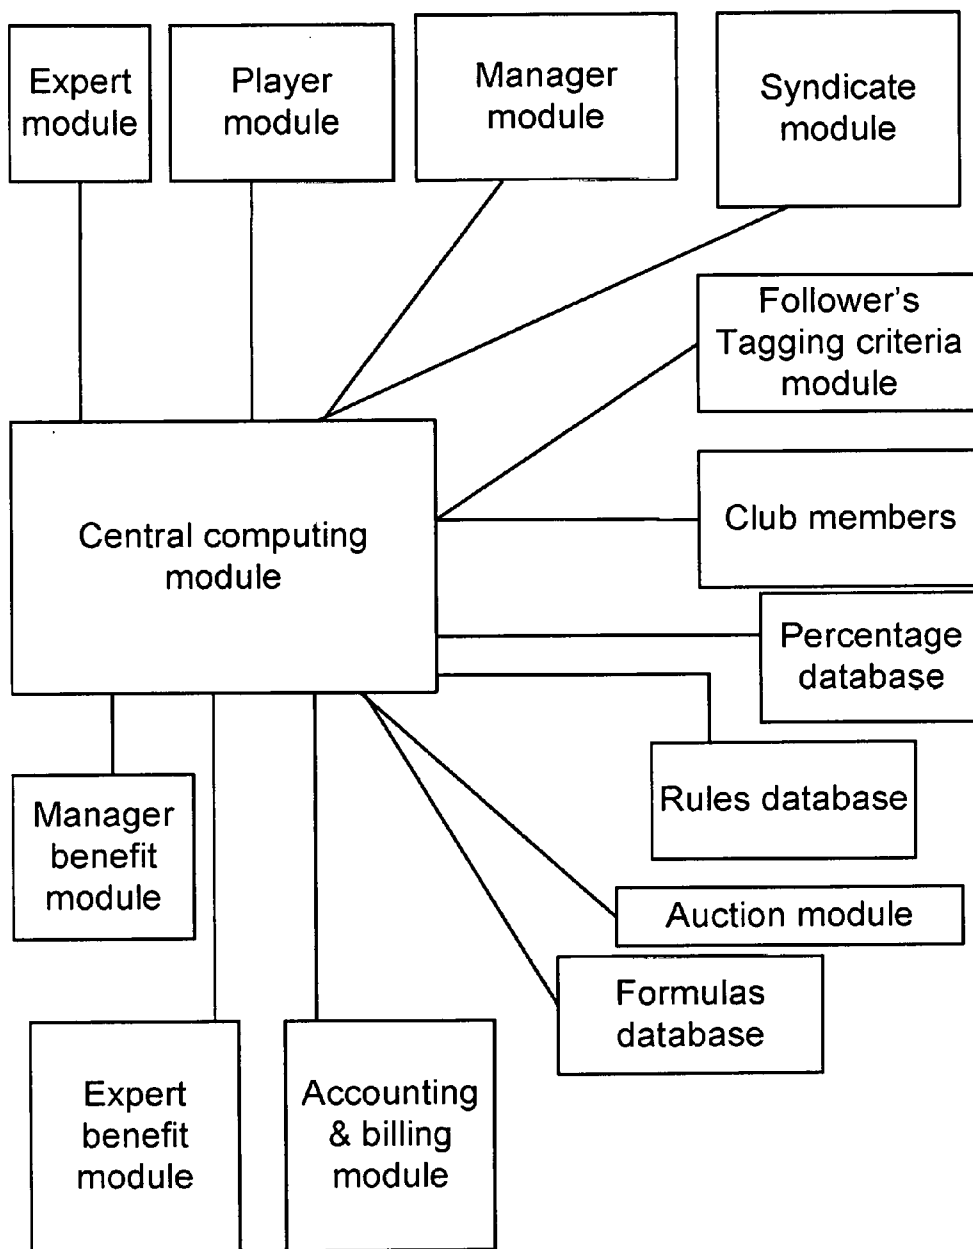 Expert
module
Player
module
Manager
module
Syndicate
module
Follower's
Tagging criteria
module
Central computing
module
Club members
Percentage
database
Rules database
Manager
benefit
module
Auction module
Formulas
database
Expert
benefit
module
Accounting
& billing
module